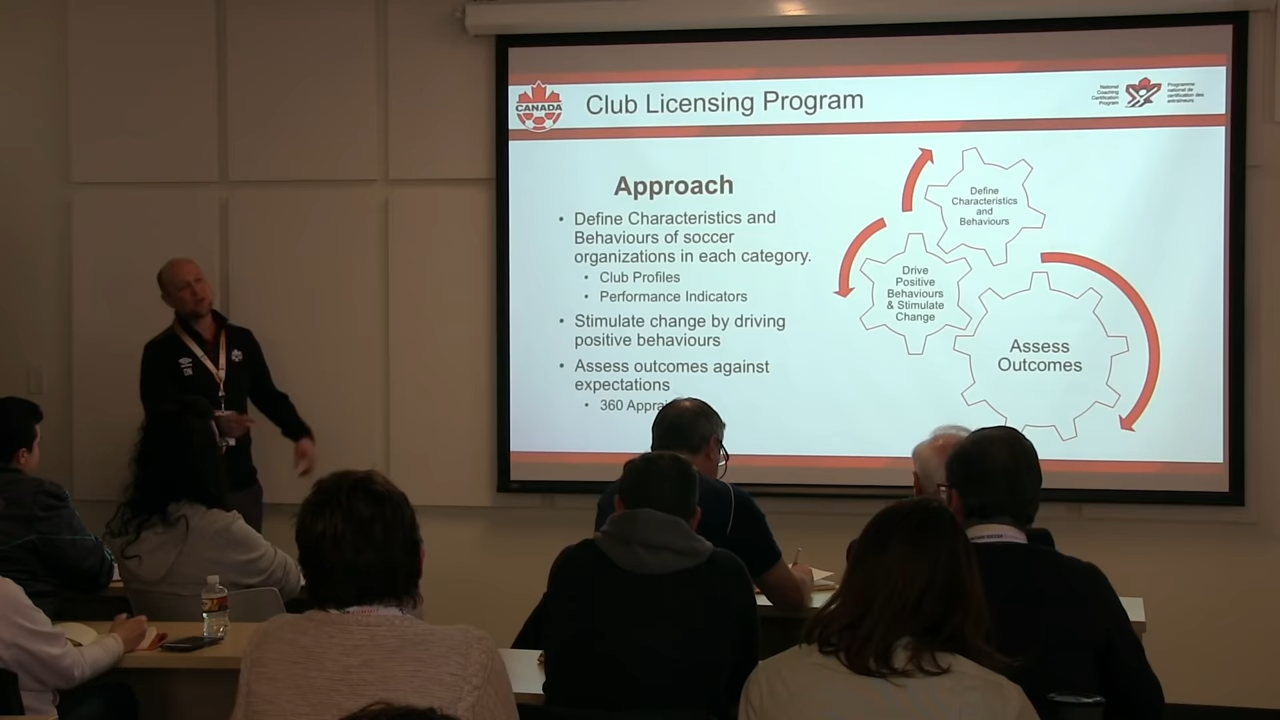 CANADA
Club Licensing Program
National
Coaching
Certification
Program
Programme
national de
certification des
entraîneurs
Approach
• Define Characteristics and
Behaviours of soccer
organizations in each category.
• Club Profiles
• Performance Indicators
• Stimulate change by driving
positive behaviours
• Assess outcomes against
expectations
• 360 Apprai
Define
Characteristics
and
Behaviours
Drive
Positive
Behaviours
& Stimulate
Change
Assess
Outcomes